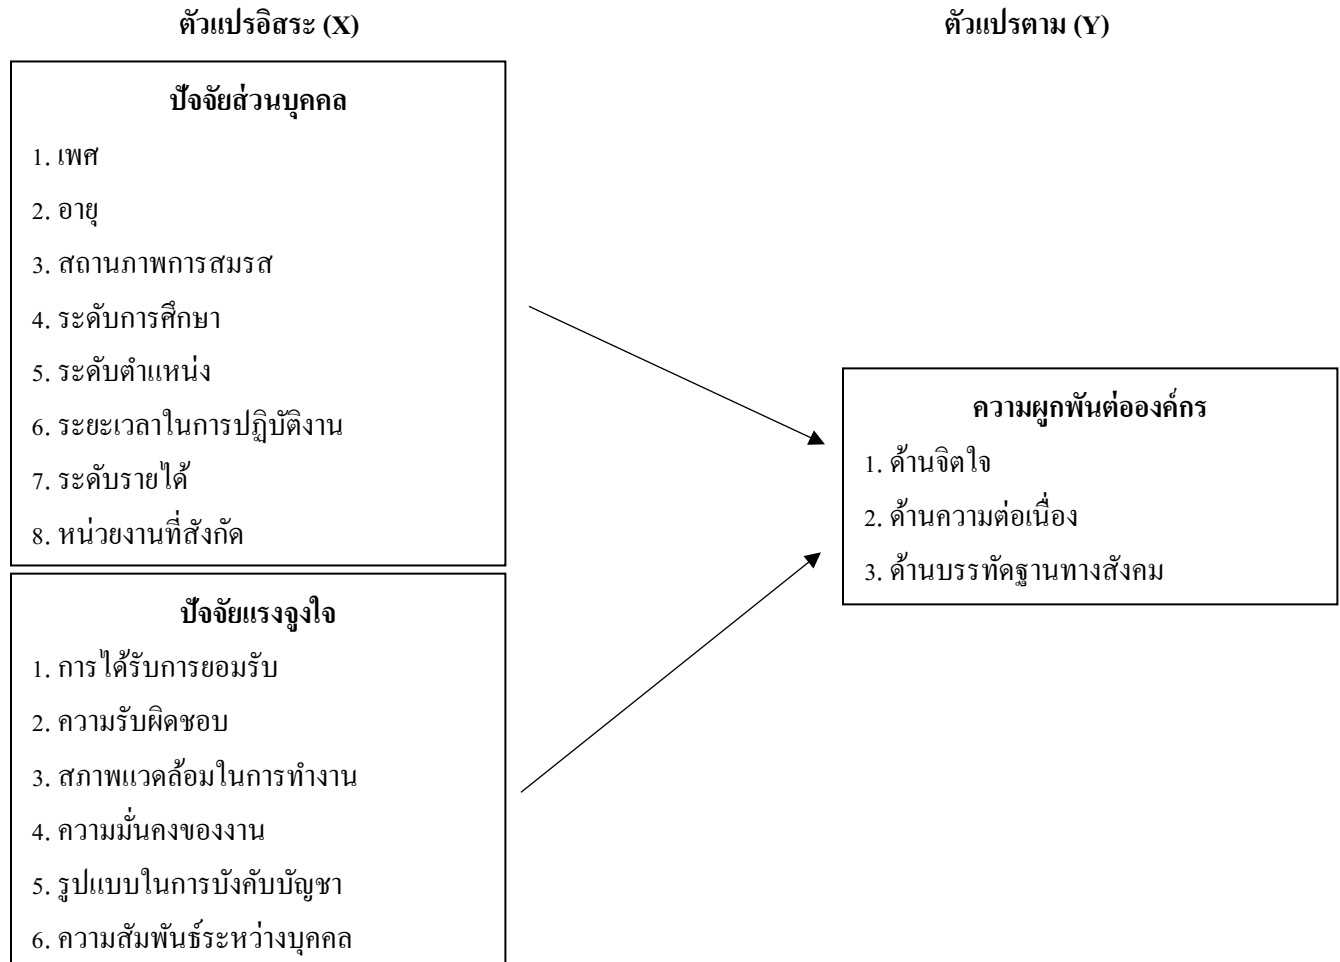 ตัวแปรอิสระ (X)
ตัวแปรตาม (Y)
ปัจจัยส่วนบุคคล
1. เพศ
2. อายุ
3. สถานภาพการสมรส
4. ระดับการศึกษา
5. ระดับตำแหน่ง
6. ระยะเวลาในการปฏิบัติงาน
7. ระดับรายได้
8. หน่วยงานที่สังกัด
ปัจจัยแรงจูงใจ
1. การได้รับการยอมรับ
2. ความรับผิดชอบ
3. สภาพแวดล้อมในการทำงาน
4. ความมั่นคงของงาน
5. รูปแบบในการบังคับบัญชา
6. ความสัมพันธ์ระหว่างบุคคล
ความผูกพันต่อองค์กร
1. ด้านจิตใจ
2. ด้านความต่อเนื่อง
3. ด้านบรรทัดฐานทางสังคม